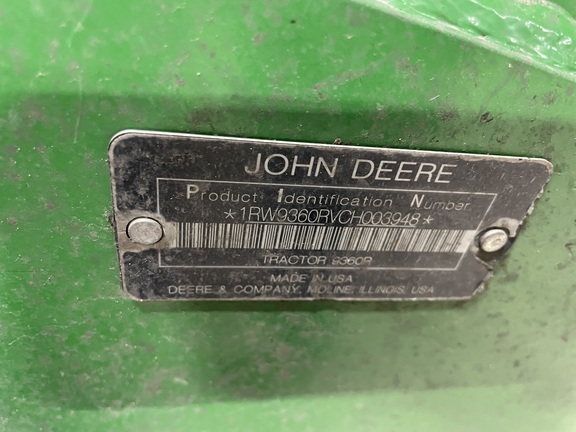 JOHN DEERE
Product Identification Number
*1RW9360RVCH003948*
TRACTOR 9360R
MADE IN USA
DEERE & COMPANY, MOLINE, ILLINOIS, USA